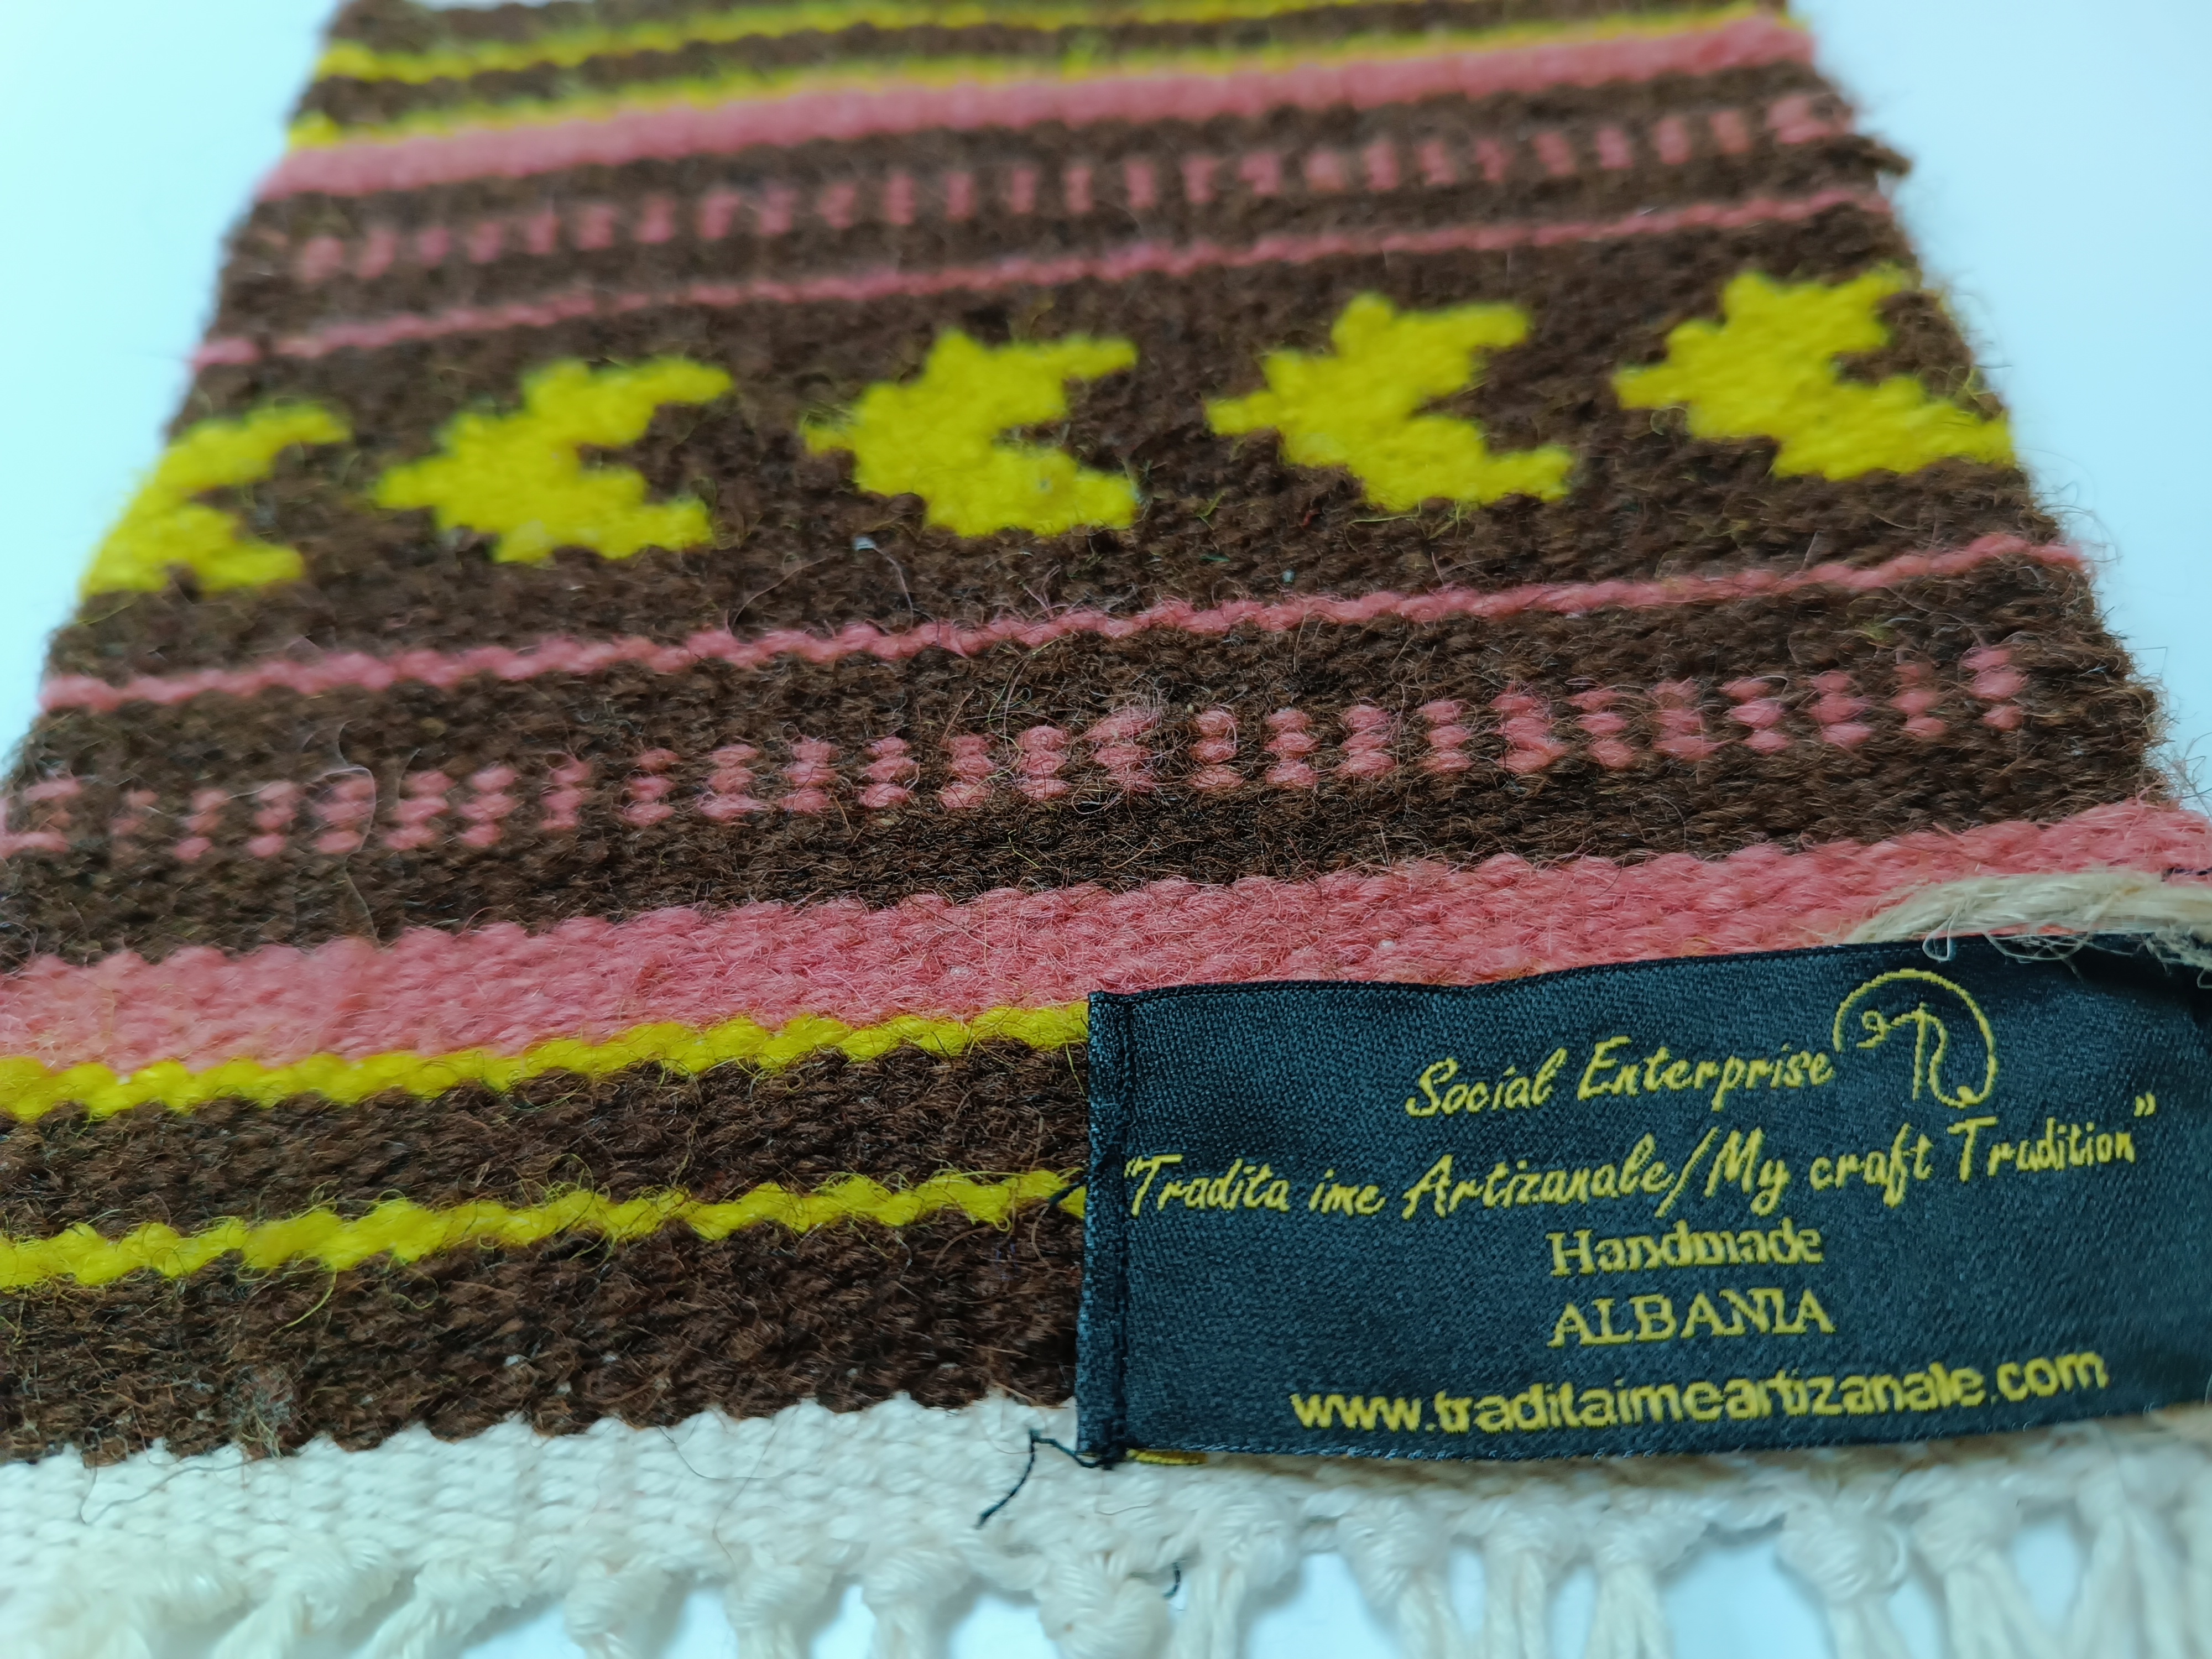 Social Enterprise
"Tradita ime Artizanale/My craft Tradition"
Handmade
ALBANIA
www.traditaimeartizanale.com